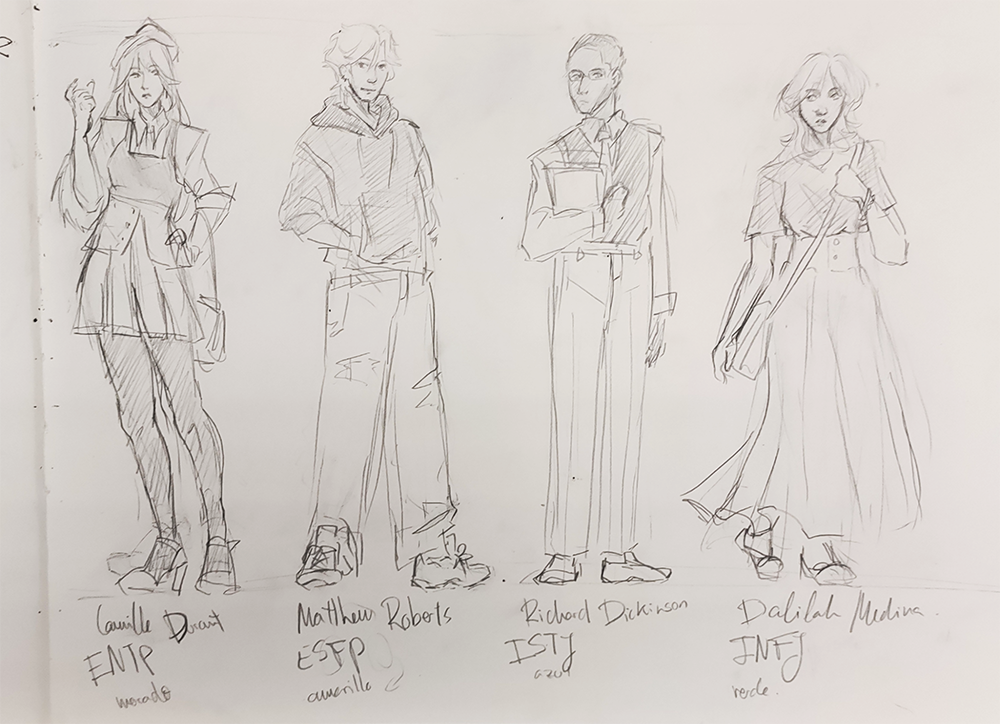 Camille Durant
ENTP
morado
Matthew Roberts
ESFP
amarillo
Richard Dickinson
ISTJ
azul
Dalilah Medina.
INFJ
verde.